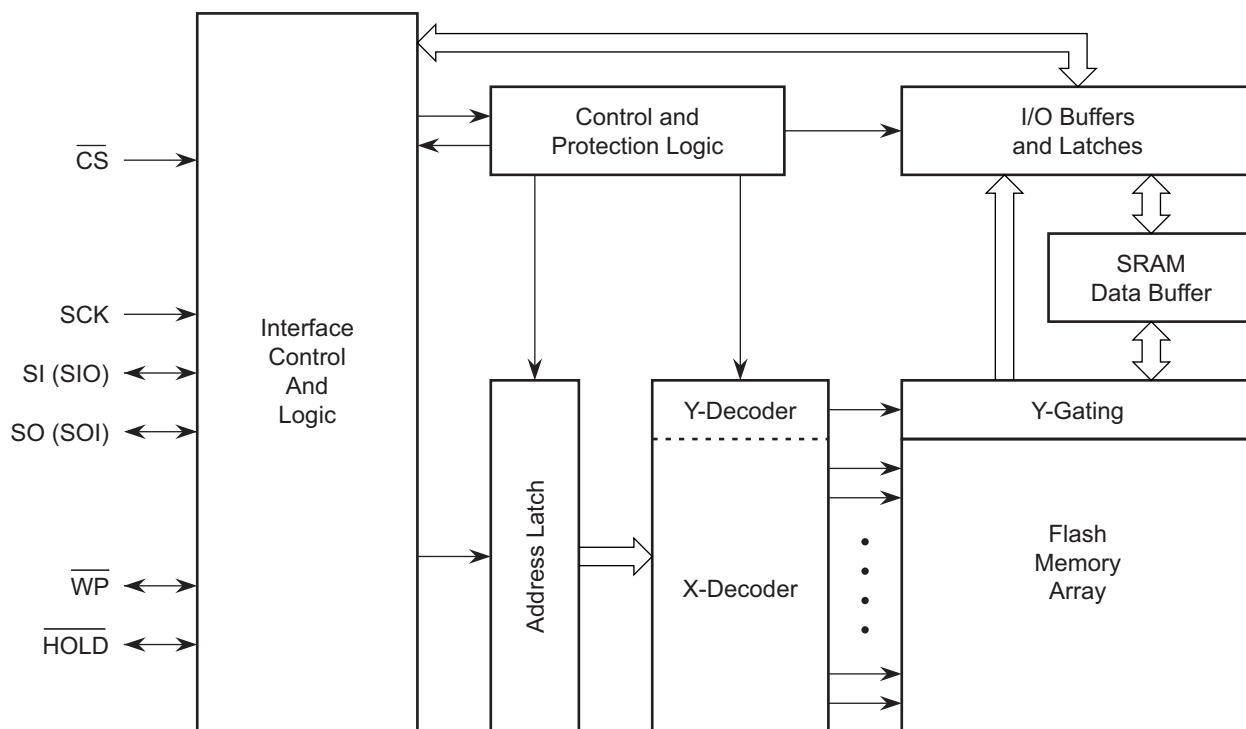 CS
SCK
SI (SIO)
SO (SOI)
WP
HOLD
Interface
Control
And
Logic
Control and
Protection Logic
I/O Buffers
and Latches
SRAM
Data Buffer
Address Latch
Y-Decoder
X-Decoder
Y-Gating
Flash
Memory
Array